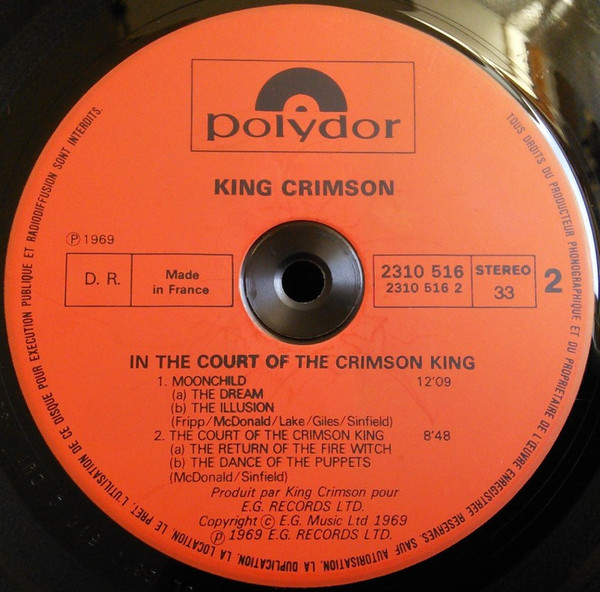 polydor
KING CRIMSON
℗ 1969
D. R.
Made
in France
2310 516
2310 516 2
STEREO
33
2
IN THE COURT OF THE CRIMSON KING
1. MOONCHILD 12'09
(a) THE DREAM
(b) THE ILLUSION
(Fripp/McDonald/Lake/Giles/Sinfield)
2. THE COURT OF THE CRIMSON KING 8'48
(a) THE RETURN OF THE FIRE WITCH
(b) THE DANCE OF THE PUPPETS
(McDonald/Sinfield)
Produit par King Crimson pour
E.G. RECORDS LTD.
Copyright © E.G. Music Ltd 1969
℗ 1969 E.G. RECORDS LTD.
TOUS DROITS DU PRODUCTEUR PHONOGRAPHIQUE ET DU PROPRIETAIRE DE L'ŒUVRE ENREGISTREE RESERVES. SAUF AUTORISATION, LA DUPLICATION, LA LOCATION, LE PRET, L'UTILISATION DE CE DISQUE POUR EXECUTION PUBLIQUE ET RADIODIFFUSION SONT INTERDITS.